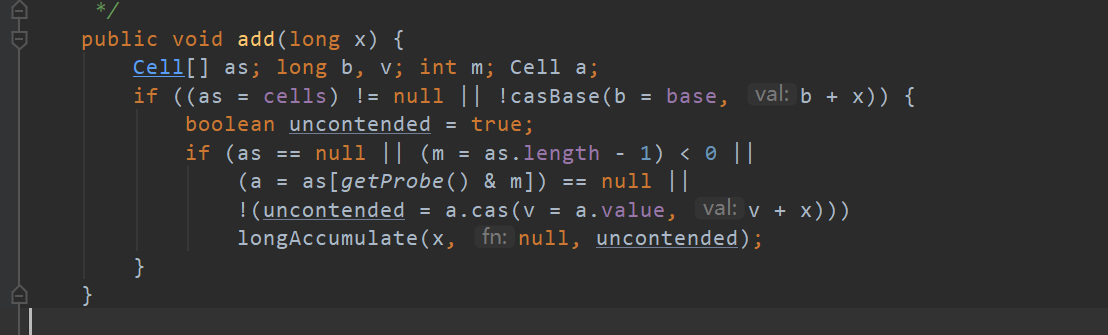 */
public void add(long x) {
Cell[] as; long b, v; int m; Cell a;
if ((as = cells) != null || !casBase(b = base, val: b + x)) {
boolean uncontended = true;
if (as == null || (m = as.length - 1) < 0 ||
(a = as[getProbe() & m]) == null ||
!(uncontended = a.cas(v = a.value, val: v + x)))
longAccumulate(x, fn: null, uncontended);
}
}